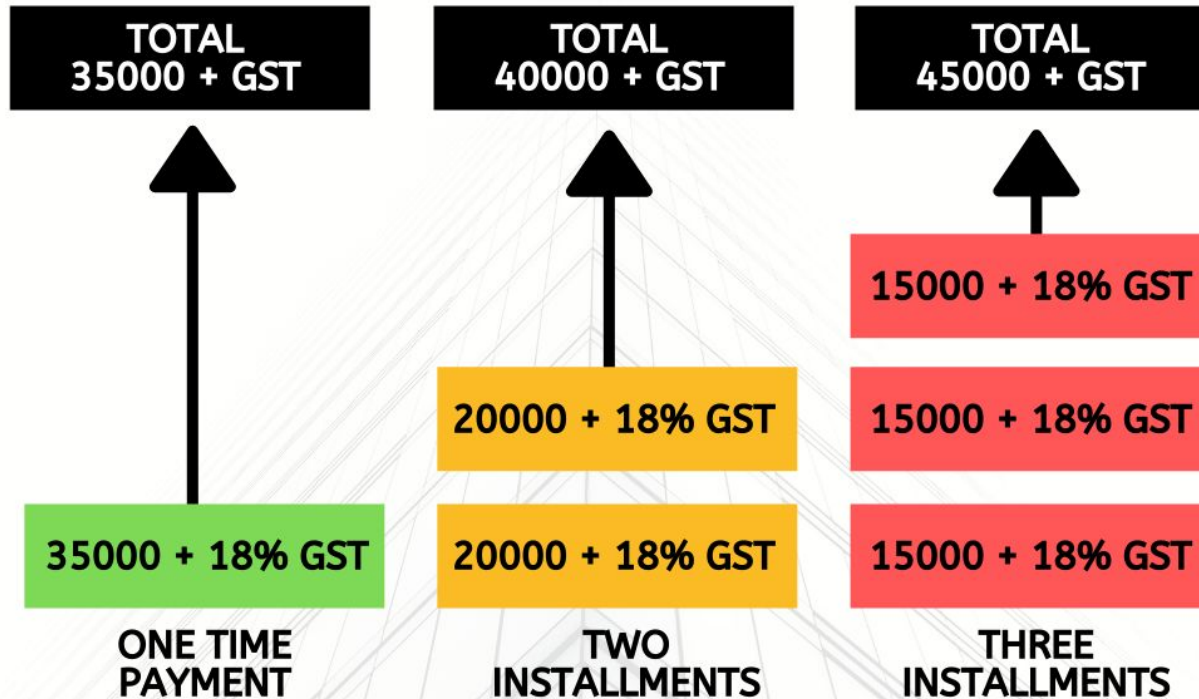 TOTAL
35000 + GST
TOTAL
40000 + GST
TOTAL
45000 + GST
15000 + 18% GST
20000 + 18% GST
15000 + 18% GST
35000 + 18% GST
20000 + 18% GST
15000 + 18% GST
ONE TIME
PAYMENT
TWO
INSTALLMENTS
THREE
INSTALLMENTS